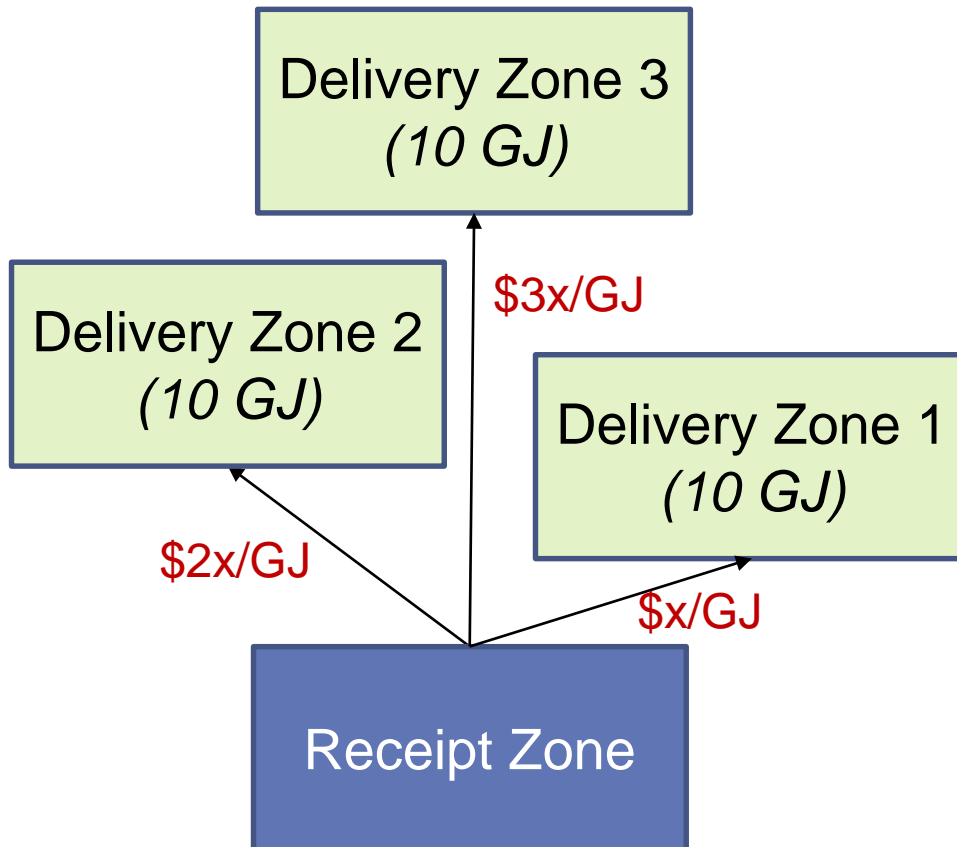 Delivery Zone 3
(10 GJ)
$3x/GJ
Delivery Zone 2
(10 GJ)
Delivery Zone 1
(10 GJ)
$2x/GJ
$x/GJ
Receipt Zone